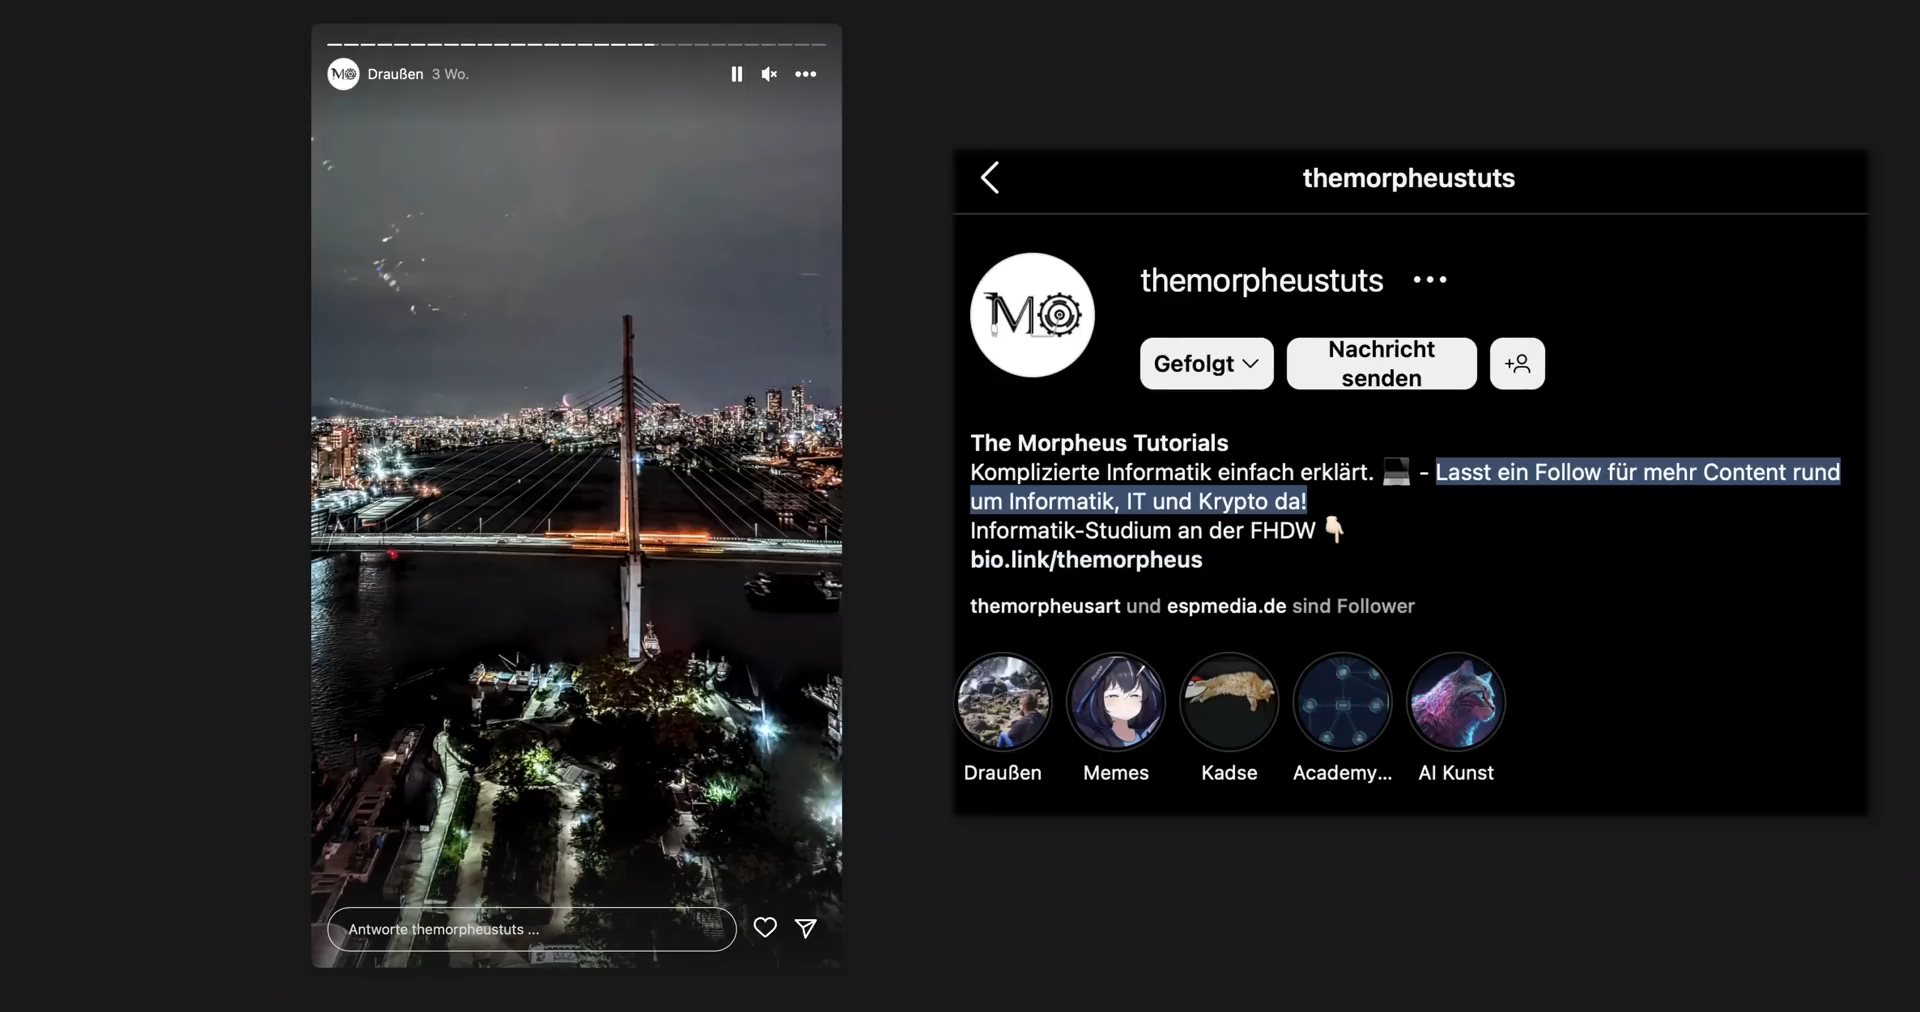 Draußen 3 Wo.
Antworte themorpheustuts ...
themorpheustuts
MO
themorpheustuts
Gefolgt
Nachricht
senden
The Morpheus Tutorials
Komplizierte Informatik einfach erklärt. 💻 - Lasst ein Follow für mehr Content rund
um Informatik, IT und Krypto da!
Informatik-Studium an der FHDW 👇🏻
bio.link/themorpheus
themorpheusart und espmedia.de sind Follower
Draußen
Memes
Kadse
Academy...
AI Kunst